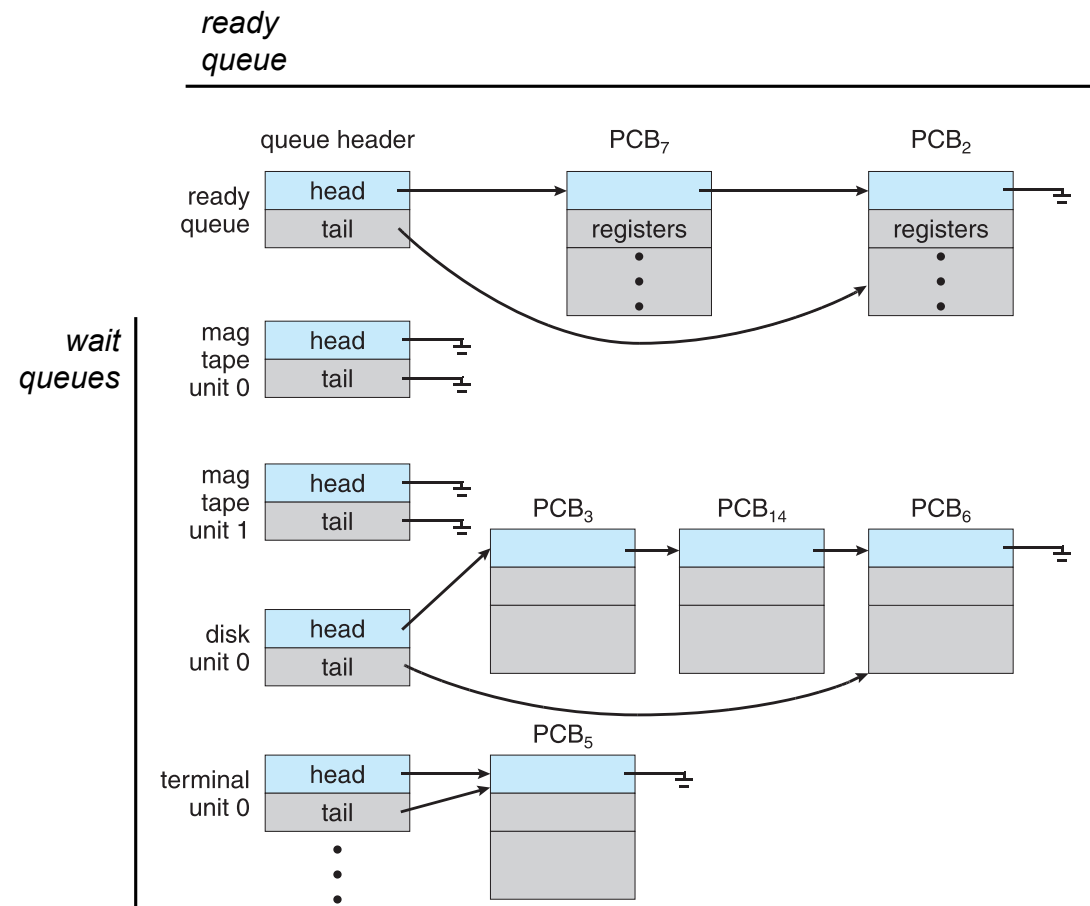 ready
queue
queue header
PCB7
PCB2
ready
queue
head
tail
registers
registers
wait
queues
mag
tape
unit 0
head
tail
mag
tape
unit 1
head
tail
PCB3
PCB14
PCB6
disk
unit 0
head
tail
PCB5
terminal
unit 0
head
tail